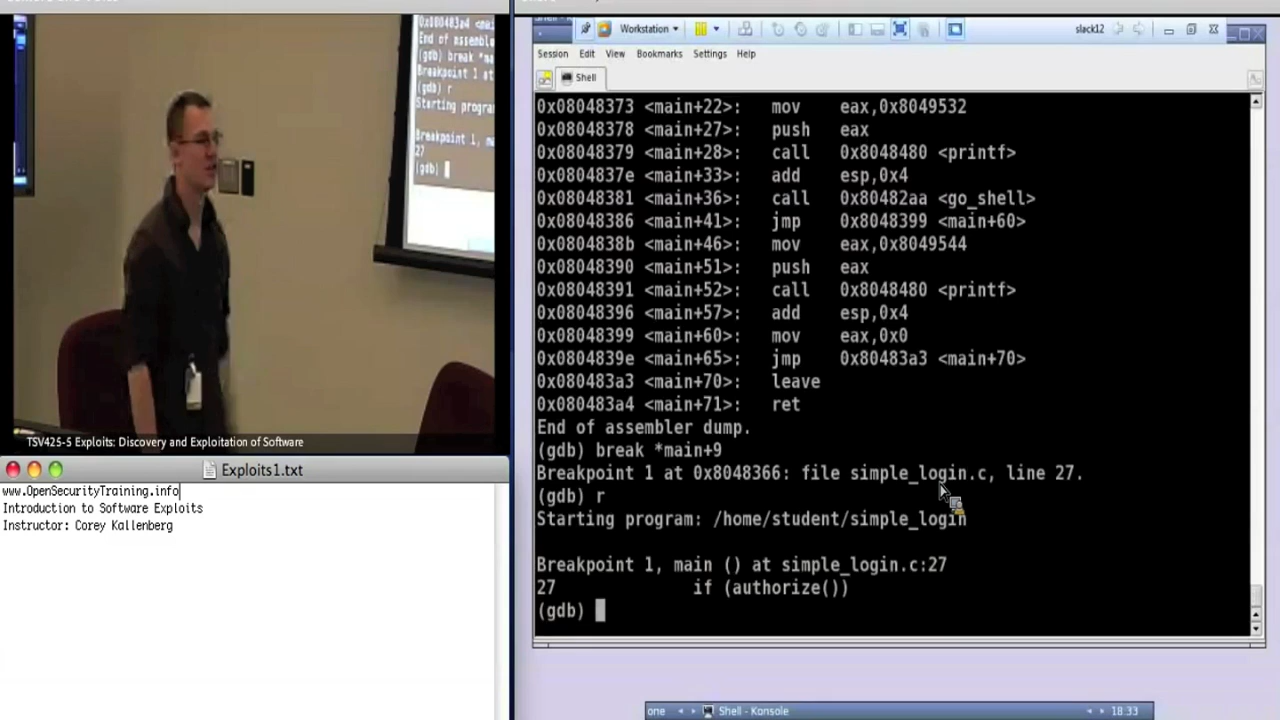 0x080483a4 <mai
End of assemble
(gdb) break *ma
Breakpoint 1 at
(gdb) r
Starting progra
Breakpoint 1, m
27
(gdb)
TSV425-5 Exploits: Discovery and Exploitation of Software
Exploits1.txt
www.OpenSecurityTraining.info
Introduction to Software Exploits
Instructor: Corey Kallenberg
Workstation
slack12
Session Edit View Bookmarks Settings Help
Shell
0x08048373 <main+22>: mov eax,0x8049532
0x08048378 <main+27>: push eax
0x08048379 <main+28>: call 0x8048480 <printf>
0x0804837e <main+33>: add esp,0x4
0x08048381 <main+36>: call 0x80482aa <go_shell>
0x08048386 <main+41>: jmp 0x8048399 <main+60>
0x0804838b <main+46>: mov eax,0x8049544
0x08048390 <main+51>: push eax
0x08048391 <main+52>: call 0x8048480 <printf>
0x08048396 <main+57>: add esp,0x4
0x08048399 <main+60>: mov eax,0x0
0x0804839e <main+65>: jmp 0x80483a3 <main+70>
0x080483a3 <main+70>: leave
0x080483a4 <main+71>: ret
End of assembler dump.
(gdb) break *main+9
Breakpoint 1 at 0x8048366: file simple_login.c, line 27.
(gdb) r
Starting program: /home/student/simple_login
Breakpoint 1, main () at simple_login.c:27
27 if (authorize())
(gdb)
one
Shell - Konsole
18:33